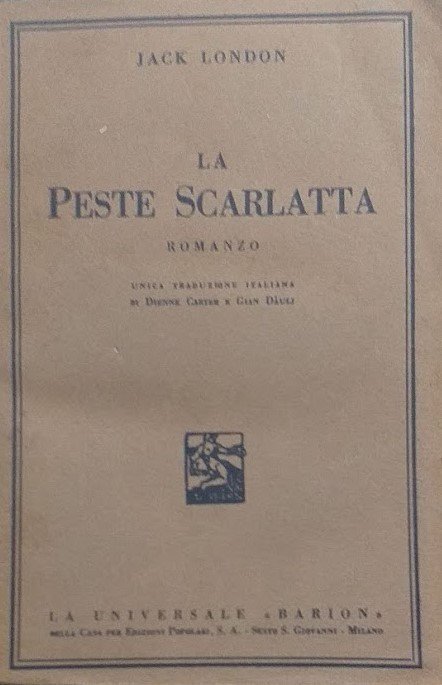 JACK LONDON
LA
PESTE SCARLATTA
ROMANZO
UNICA TRADUZIONE ITALIANA
DI DIENNE CARTER E GIAN DÀULI
LA UNIVERSALE «BARION»
DELLA CASA PER EDIZIONI POPOLARI, S. A. - SESTO S. GIOVANNI - MILANO